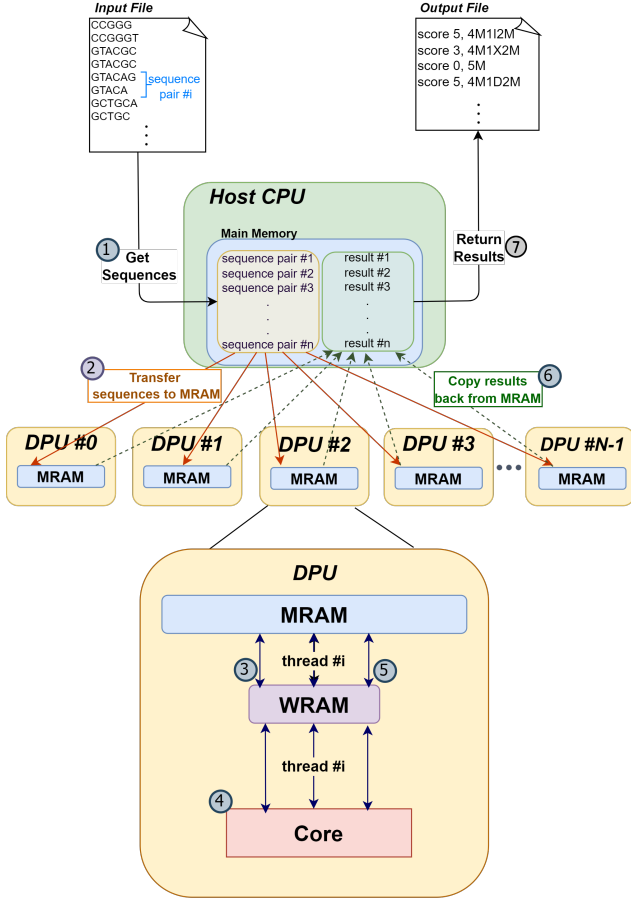 Input File
CCGGG
CCGGGT
GTACGC
GTACGC
GTACAG
GTACA
GCTGCA
GCTGC
sequence
pair #i
Output File
score 5, 4M1I2M
score 3, 4M1X2M
score 0, 5M
score 5, 4M1D2M
Host CPU
Main Memory
sequence pair #1
sequence pair #2
sequence pair #3
.
.
.
sequence pair #n
result #1
result #2
result #3
.
.
.
result #n
1
Get
Sequences
Return
Results
7
2
Transfer
sequences to MRAM
Copy results
back from MRAM
6
DPU #0
MRAM
DPU #1
MRAM
DPU #2
MRAM
DPU #3
MRAM
DPU #N-1
MRAM
DPU
MRAM
3
thread #i
5
WRAM
thread #i
4
Core